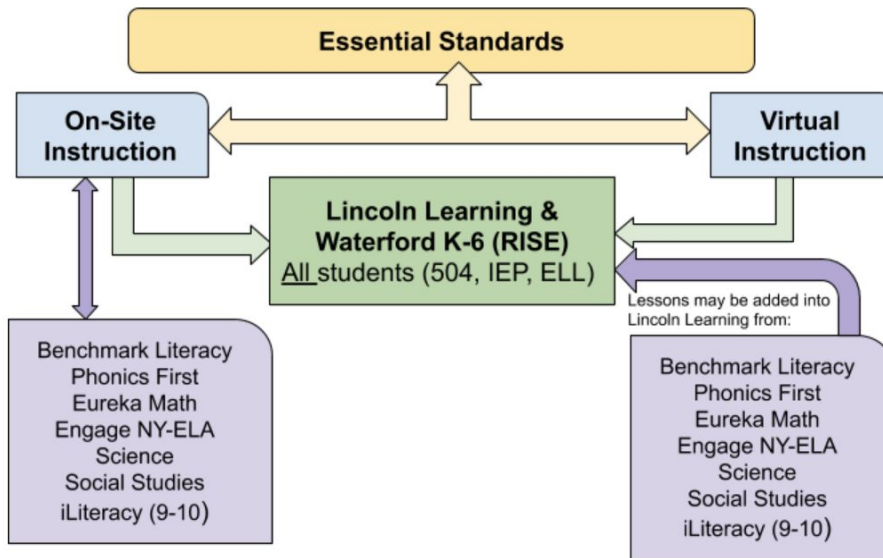 Essential Standards
On-Site
Instruction
Virtual
Instruction
Lincoln Learning &
Waterford K-6 (RISE)
All students (504, IEP, ELL)
Lessons may be added into
Lincoln Learning from:
Benchmark Literacy
Phonics First
Eureka Math
Engage NY-ELA
Science
Social Studies
iLiteracy (9-10)
Benchmark Literacy
Phonics First
Eureka Math
Engage NY-ELA
Science
Social Studies
iLiteracy (9-10)